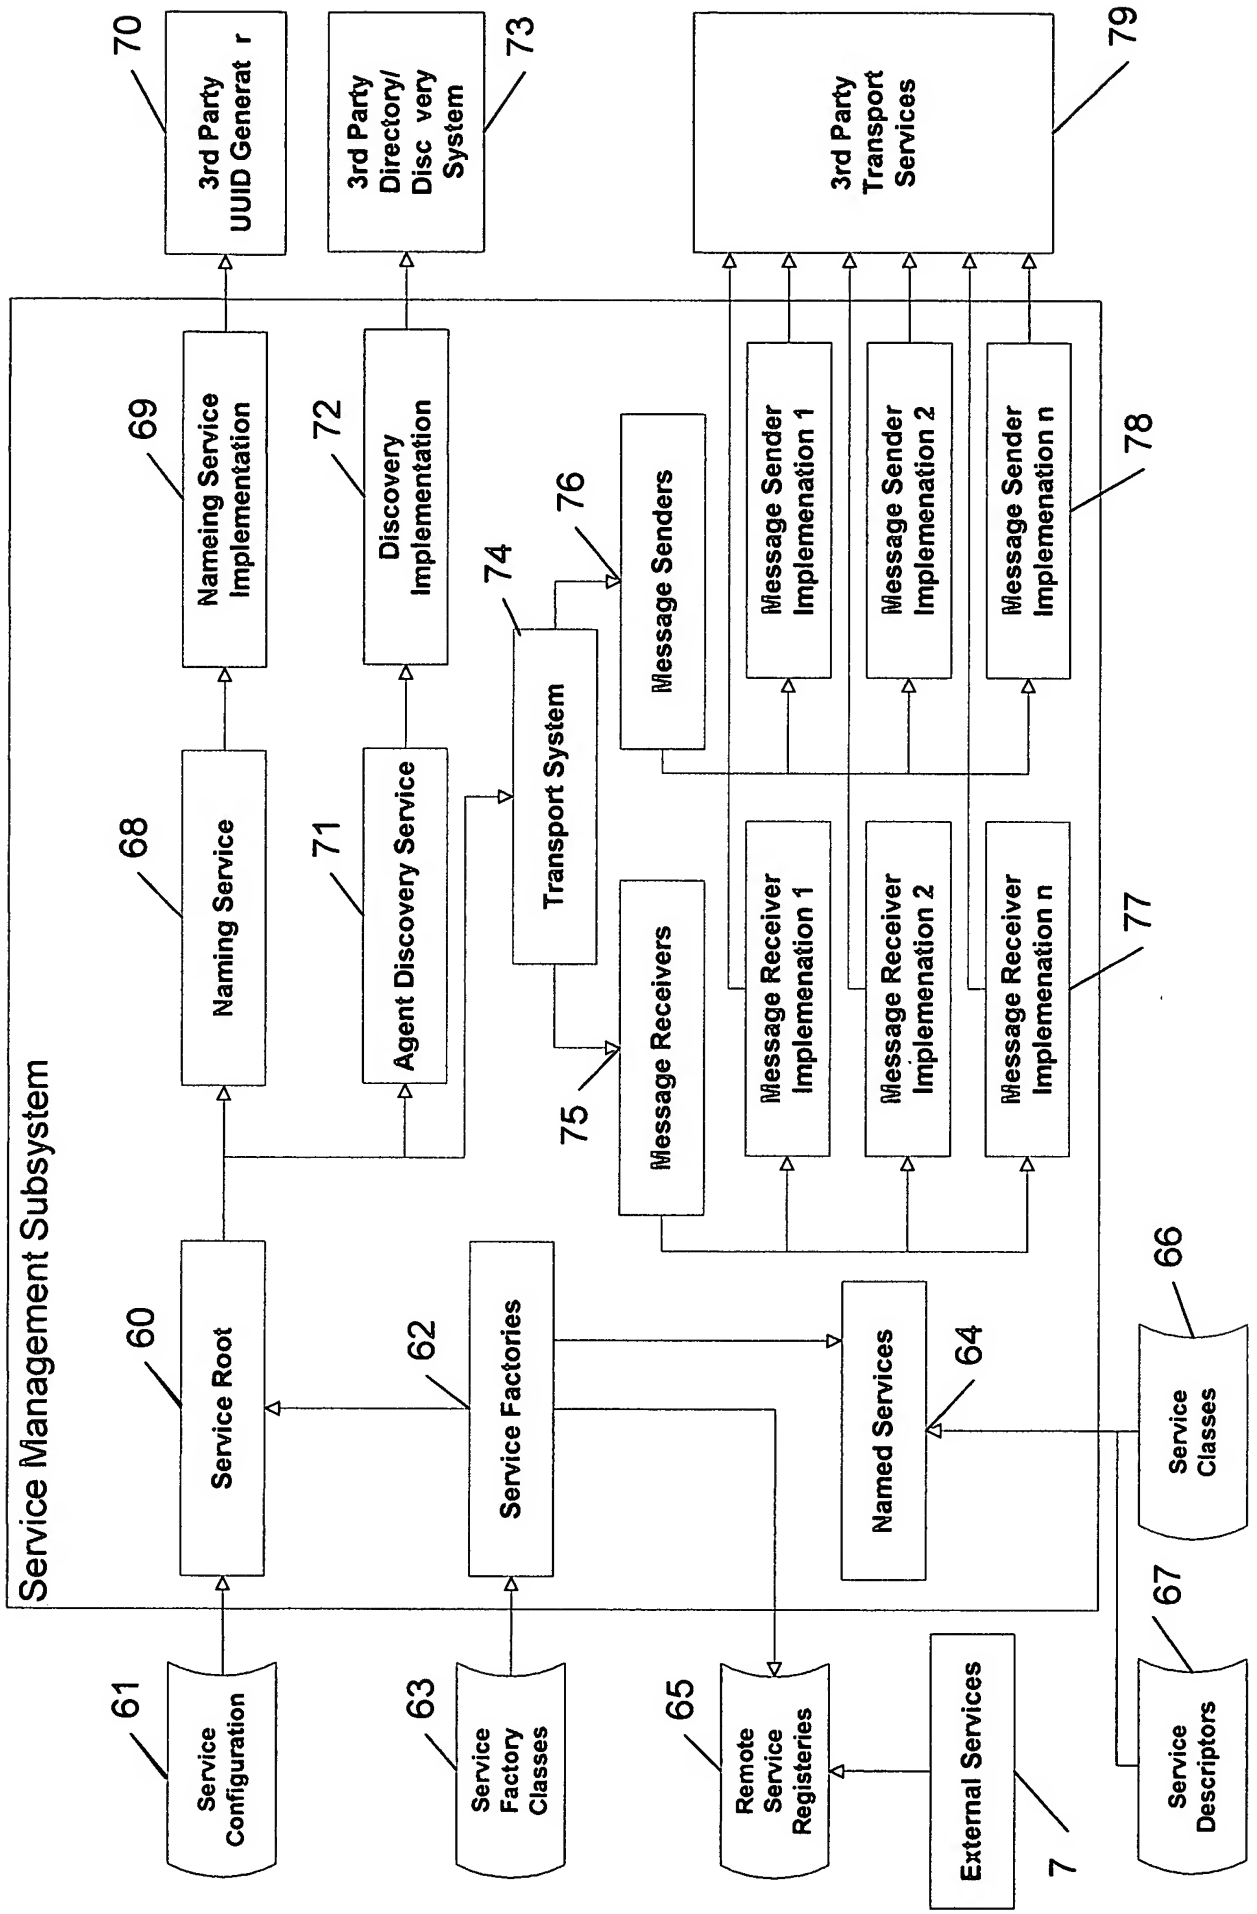 Service Management Subsystem
61
Service
Configuration
60
Service Root
68
Naming Service
69
Nameing Service
Implementation
70
3rd Party
UUID Generat r
71
Agent Discovery Service
72
Discovery
Implementation
73
3rd Party
Directory/
Disc very
System
63
Service
Factory
Classes
62
Service Factories
74
Transport System
75
Message Receivers
76
Message Senders
65
Remote
Service
Registeries
64
Named Services
Message Receiver
Implemenation 1
Message Receiver
Implemenation 2
Message Receiver
Implemenation n
77
Message Sender
Implemenation 1
Message Sender
Implemenation 2
Message Sender
Implemenation n
78
3rd Party
Transport
Services
79
External Services
7
67
Service
Descriptors
66
Service
Classes